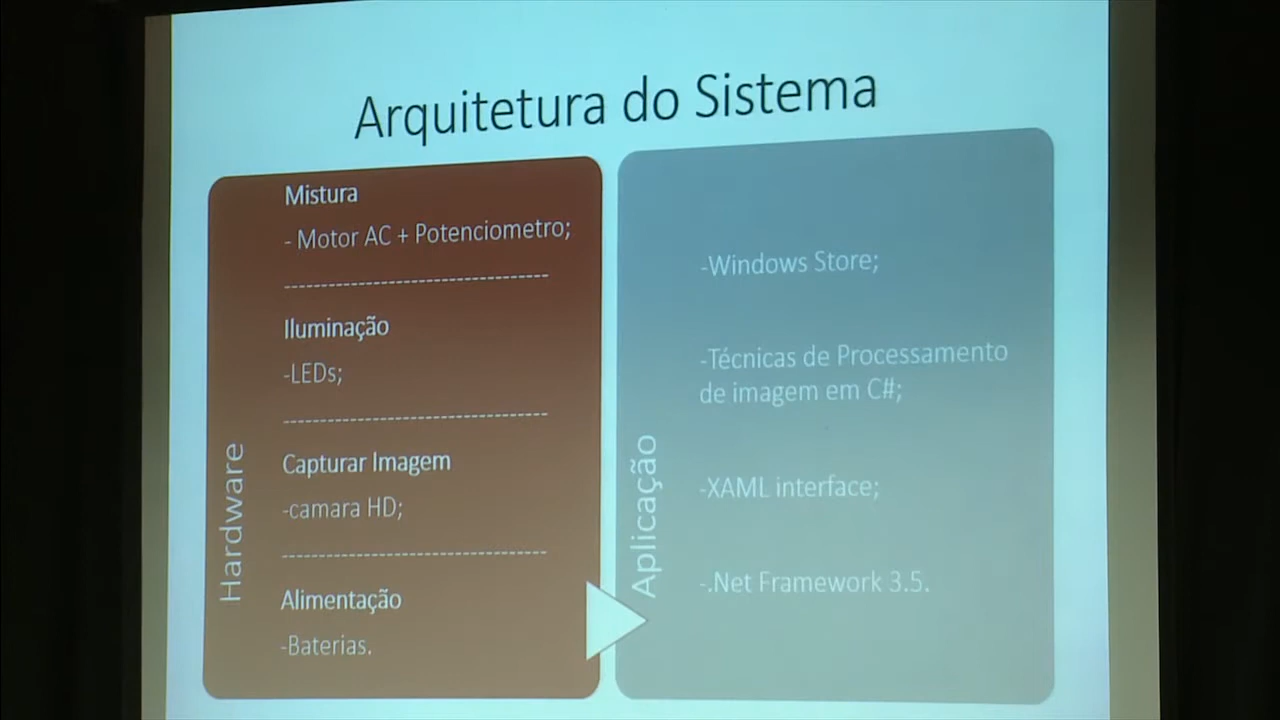 Arquitetura do Sistema
Hardware
Mistura
- Motor AC + Potenciometro;
------------------------------------
Iluminação
-LEDs;
------------------------------------
Capturar Imagem
-camara HD;
------------------------------------
Alimentação
-Baterias.
Aplicação
-Windows Store;
-Técnicas de Processamento
de imagem em C#;
-XAML interface;
-.Net Framework 3.5.